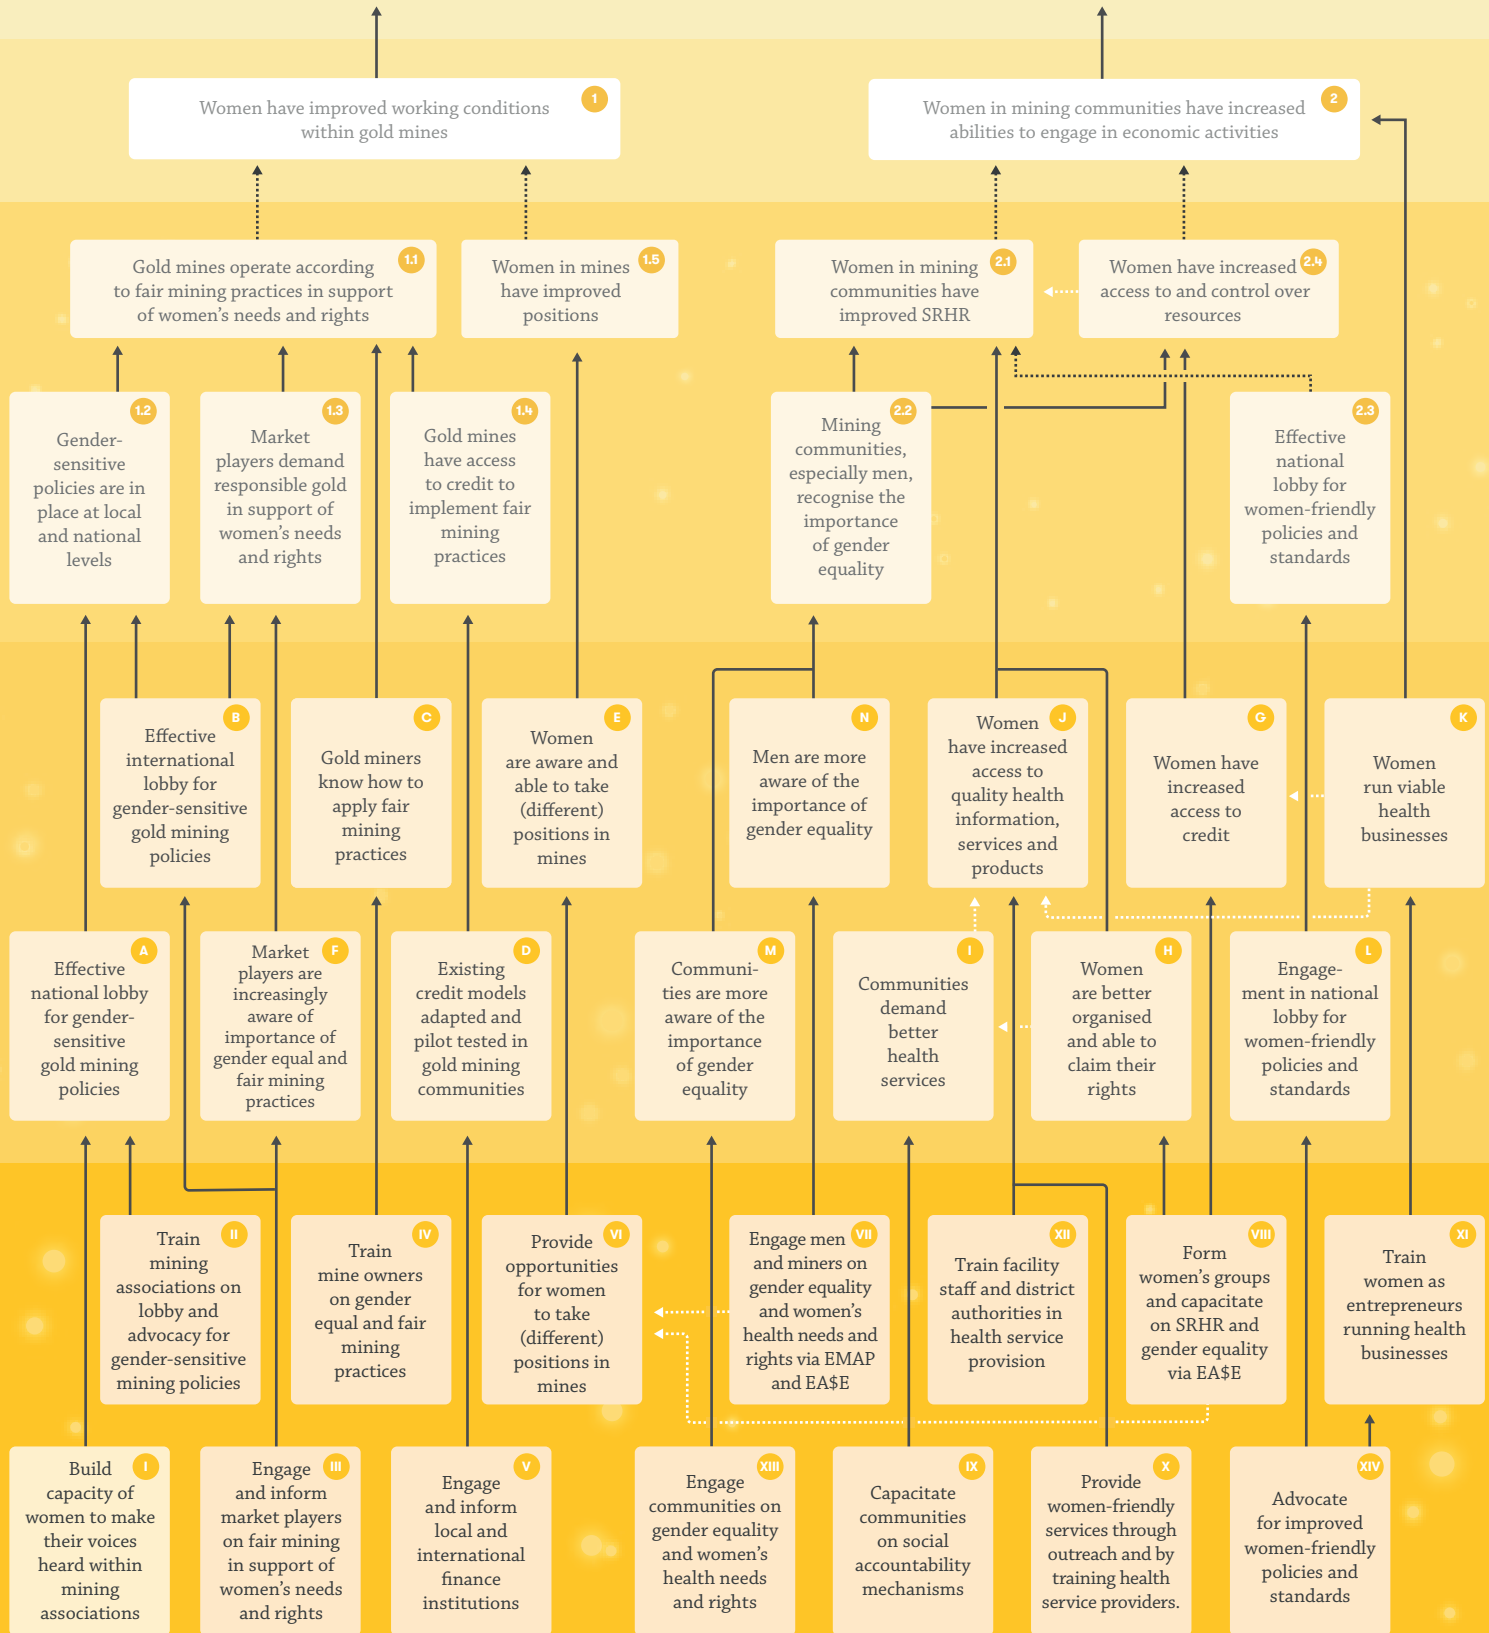 Women have improved working conditions
within gold mines
1
Women in mining communities have increased
abilities to engage in economic activities
2
Gold mines operate according
to fair mining practices in support
of women's needs and rights
1.1
Women in mines
have improved
positions
1.5
Women in mining
communities have
improved SRHR
2.1
Women have increased
access to and control over
resources
2.4
Gender-
sensitive
policies are in
place at local
and national
levels
1.2
Market
players demand
responsible gold
in support of
women's needs
and rights
1.3
Gold mines
have access
to credit to
implement fair
mining
practices
1.4
Mining
communities,
especially men,
recognise the
importance
of gender
equality
2.2
Effective
national
lobby for
women-friendly
policies and
standards
2.3
Effective
international
lobby for
gender-sensitive
gold mining
policies
B
Gold miners
know how to
apply fair
mining
practices
C
Women
are aware and
able to take
(different)
positions in
mines
E
Men are more
aware of the
importance of
gender equality
N
Women
have increased
access to
quality health
information,
services and
products
J
Women have
increased
access to
credit
G
Women
run viable
health
businesses
K
Effective
national lobby
for gender-
sensitive
gold mining
policies
A
Market
players are
increasingly
aware of
importance of
gender equal and
fair mining
practices
F
Existing
credit models
adapted and
pilot tested in
gold mining
communities
D
Communi-
ties are more
aware of the
importance
of gender
equality
M
Communities
demand
better
health
services
I
Women
are better
organised
and able to
claim their
rights
H
Engage-
ment in national
lobby for
women-friendly
policies and
standards
L
Train
mining
associations on
lobby and
advocacy for
gender-sensitive
mining policies
II
Train
mine owners
on gender
equal and fair
mining
practices
IV
Provide
opportunities
for women
to take
(different)
positions in
mines
VI
Engage men
and miners on
gender equality
and women's
health needs and
rights via EMAP
and EA$E
VII
Train facility
staff and district
authorities in
health service
provision
XII
Form
women's groups
and capacitate
on SRHR and
gender equality
via EA$E
VIII
Train
women as
entrepreneurs
running health
businesses
XI
Build
capacity of
women to make
their voices
heard within
mining
associations
I
Engage
and inform
market players
on fair mining
in support of
women's needs
and rights
III
Engage
and inform
local and
international
finance
institutions
V
Engage
communities on
gender equality
and women's
health needs
and rights
XIII
Capacitate
communities
on social
accountability
mechanisms
IX
Provide
women-friendly
services through
outreach and by
training health
service providers.
X
Advocate
for improved
women-friendly
policies and
standards
XIV